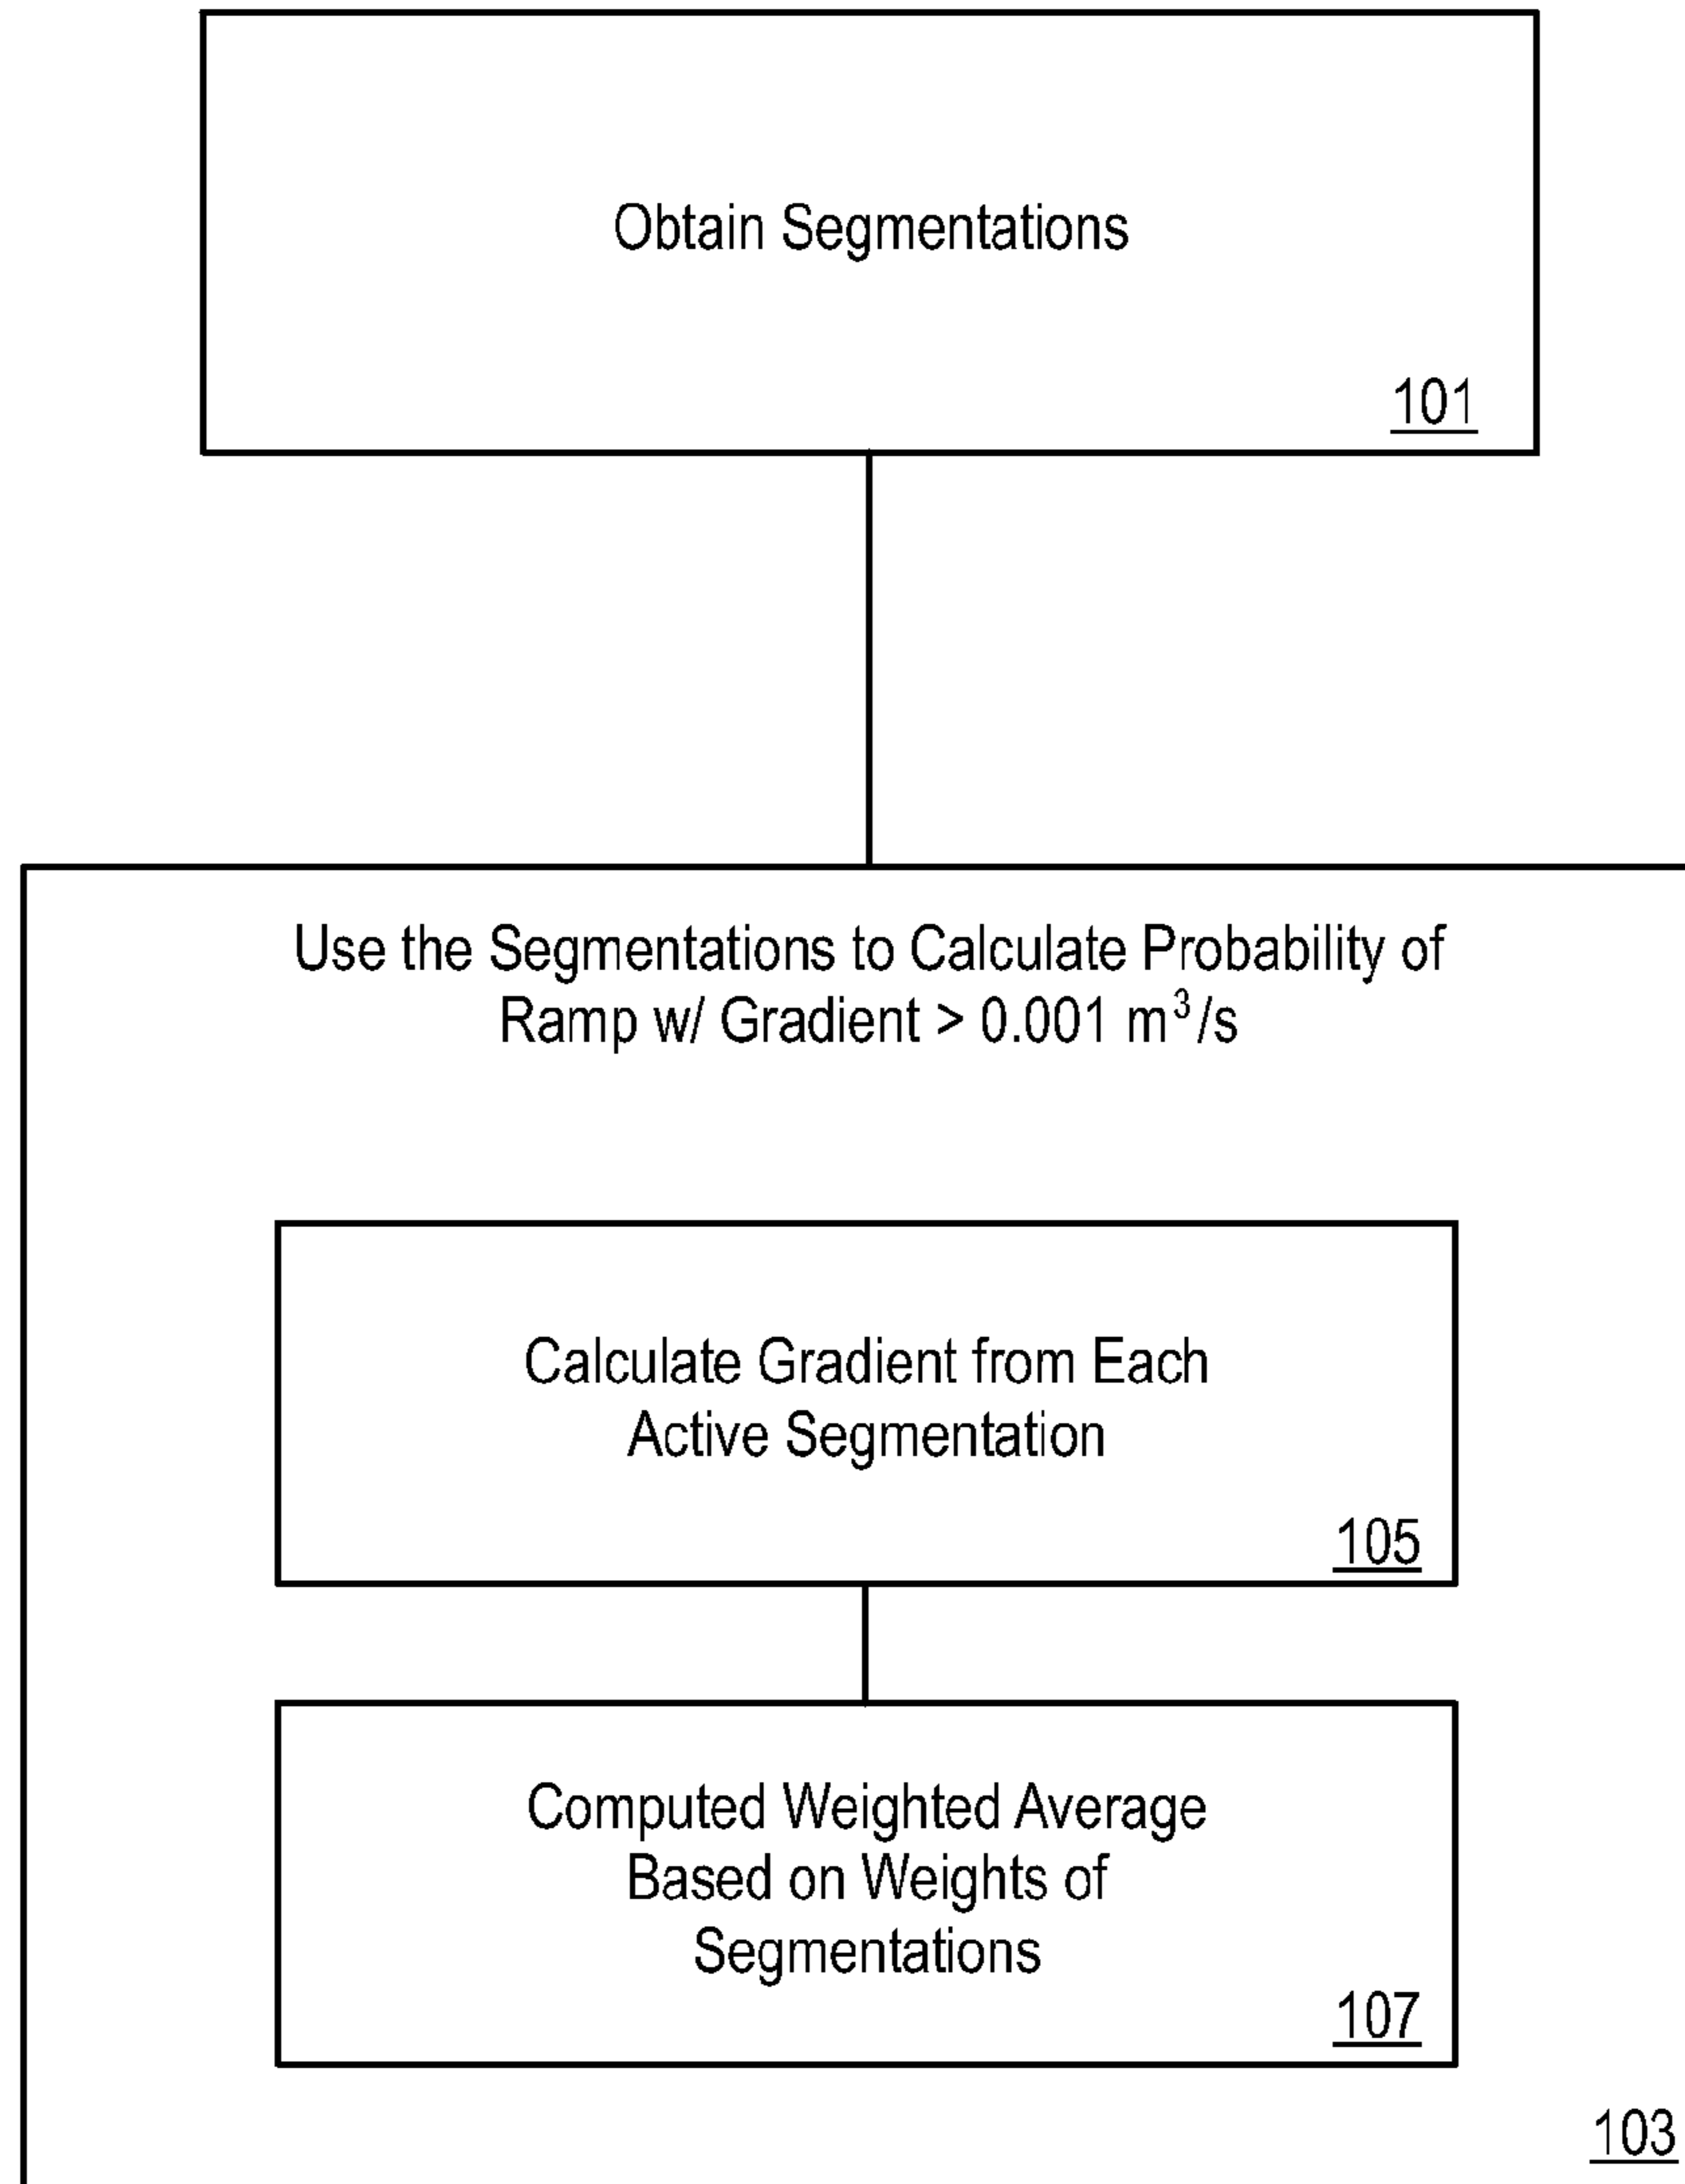 Obtain Segmentations
101
Use the Segmentations to Calculate Probability of
Ramp w/ Gradient > 0.001 m³/s
Calculate Gradient from Each
Active Segmentation
105
Computed Weighted Average
Based on Weights of
Segmentations
107
103